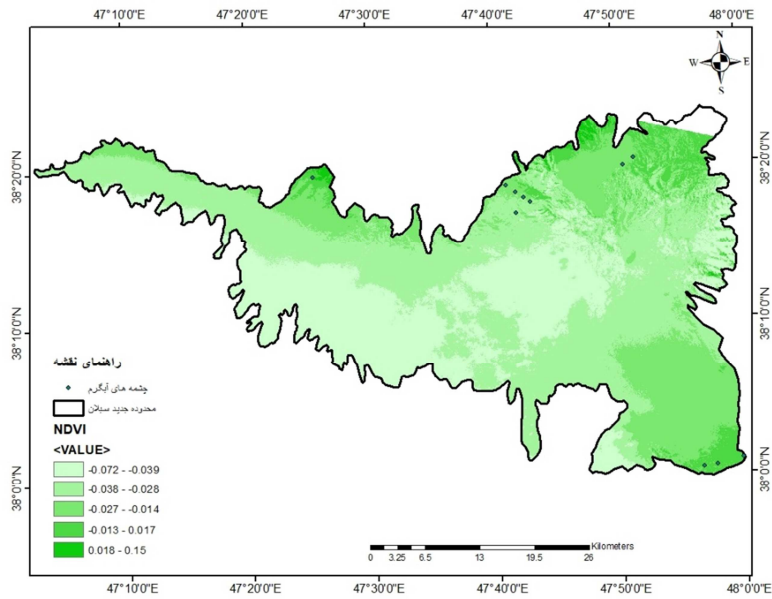 47°10'0"E 47°20'0"E 47°30'0"E 47°40'0"E 47°50'0"E 48°0'0"E
N
W E
S
38°20'0"N 38°20'0"N
38°10'0"N 38°10'0"N
38°0'0"N 38°0'0"N
راهنمای نقشه
چشمه های آبگرم
محدوده جدید سبلان
NDVI
<VALUE>
-0.072 - -0.039
-0.038 - -0.028
-0.027 - -0.014
-0.013 - 0.017
0.018 - 0.15
Kilometers
0 3.25 6.5 13 19.5 26
47°10'0"E 47°20'0"E 47°30'0"E 47°40'0"E 47°50'0"E 48°0'0"E